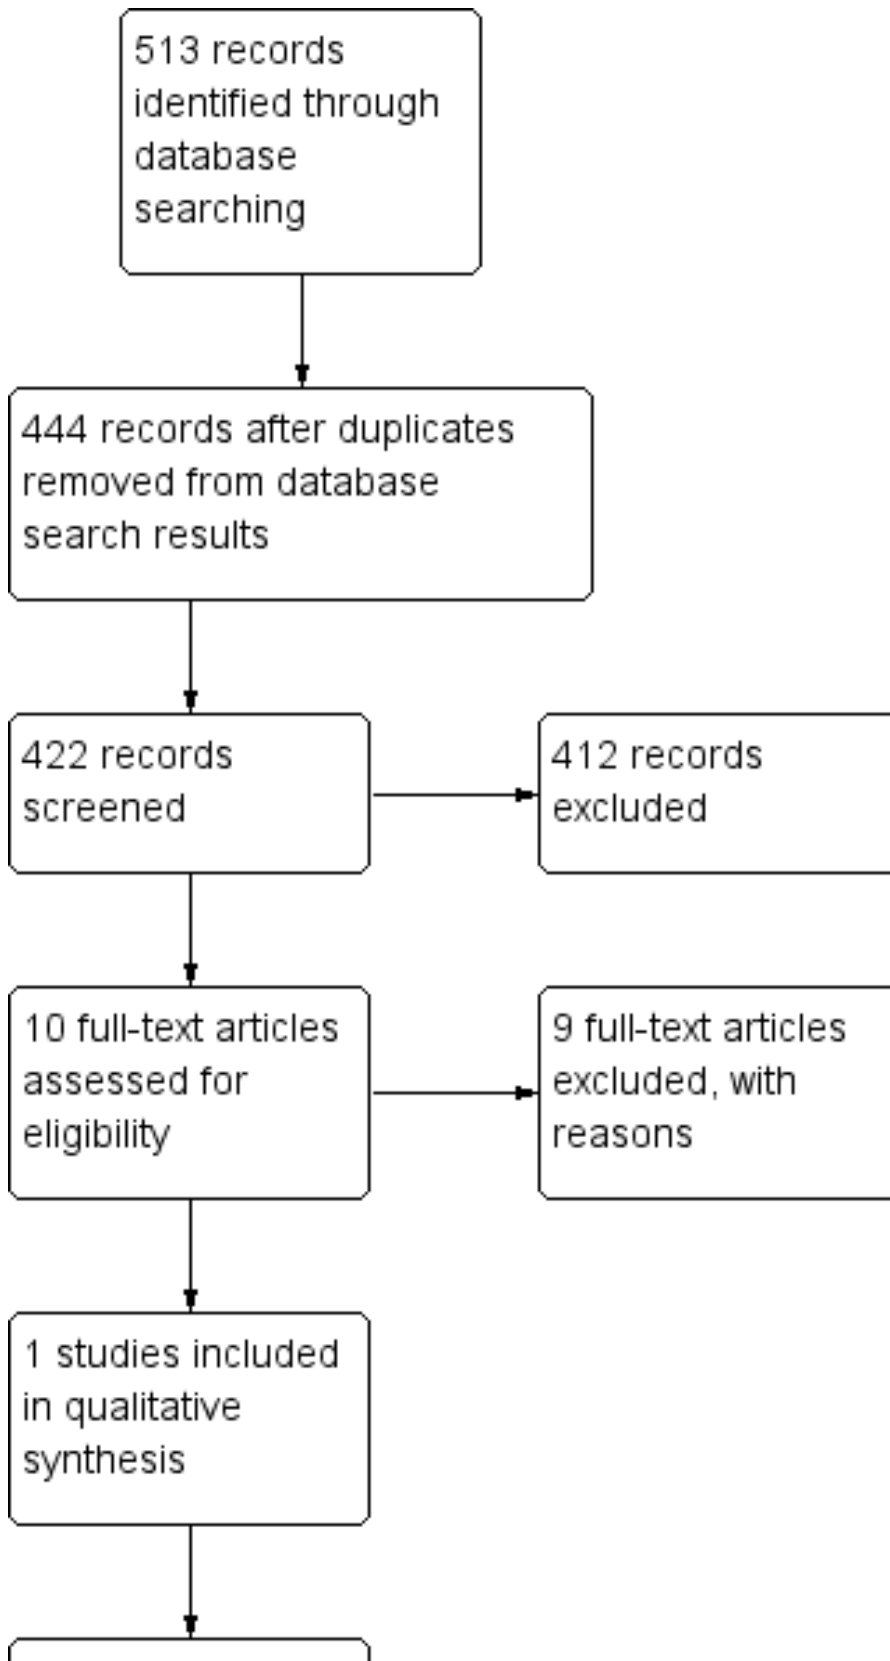 513 records
identified through
database
searching
444 records after duplicates
removed from database
search results
422 records
screened
412 records
excluded
10 full-text articles
assessed for
eligibility
9 full-text articles
excluded, with
reasons
1 studies included
in qualitative
synthesis